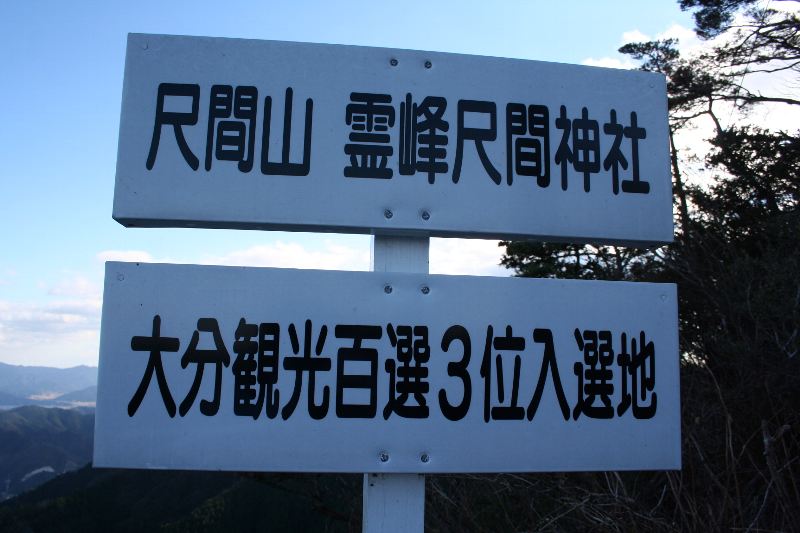 尺間山 霊峰尺間神社
大分観光百選3位入選地